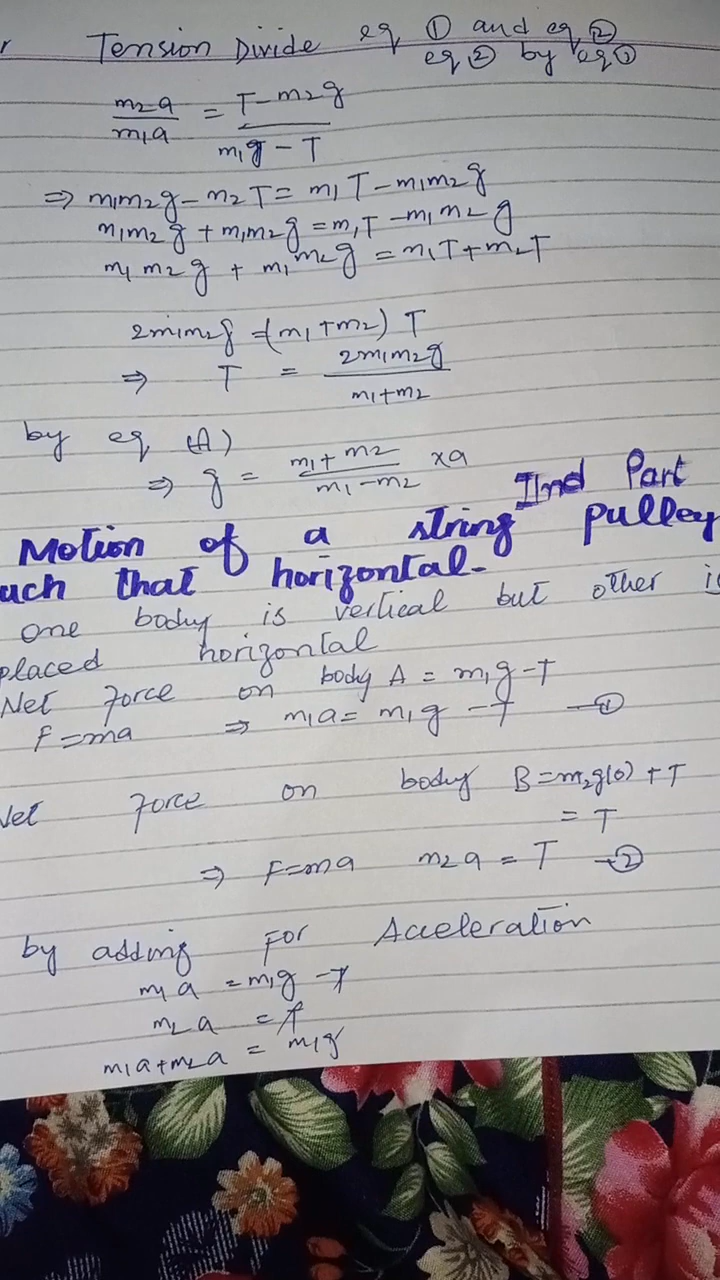 r Tension Divide eq ① and eq ②
eq ② by eq ①
m2a/m1a = T-m2g/m1g-T
⇒ m1m2g-m2T = m1T-m1m2g
m1m2g+m1m2g = m1T-m1m2g
m1m2g + m1m2g = m1T+m2T
2m1m2g = (m1+m2) T
⇒ T = 2m1m2g/m1+m2
by eq (A)
⇒ g = m1+m2/m1-m2 xa
IInd Part
Motion of a string pulley
uch that horizontal-
one body is vertical but other is
placed horizontal
Net force on body A = m1g-T
F=ma ⇒ m1a= m1g -T -①
Net force on body B=m2g(0) +T
= T
⇒ F=ma m2a = T -②
by adding For Acceleration
m1a = m1g -T
m2a = T
m1a+m2a = m1g